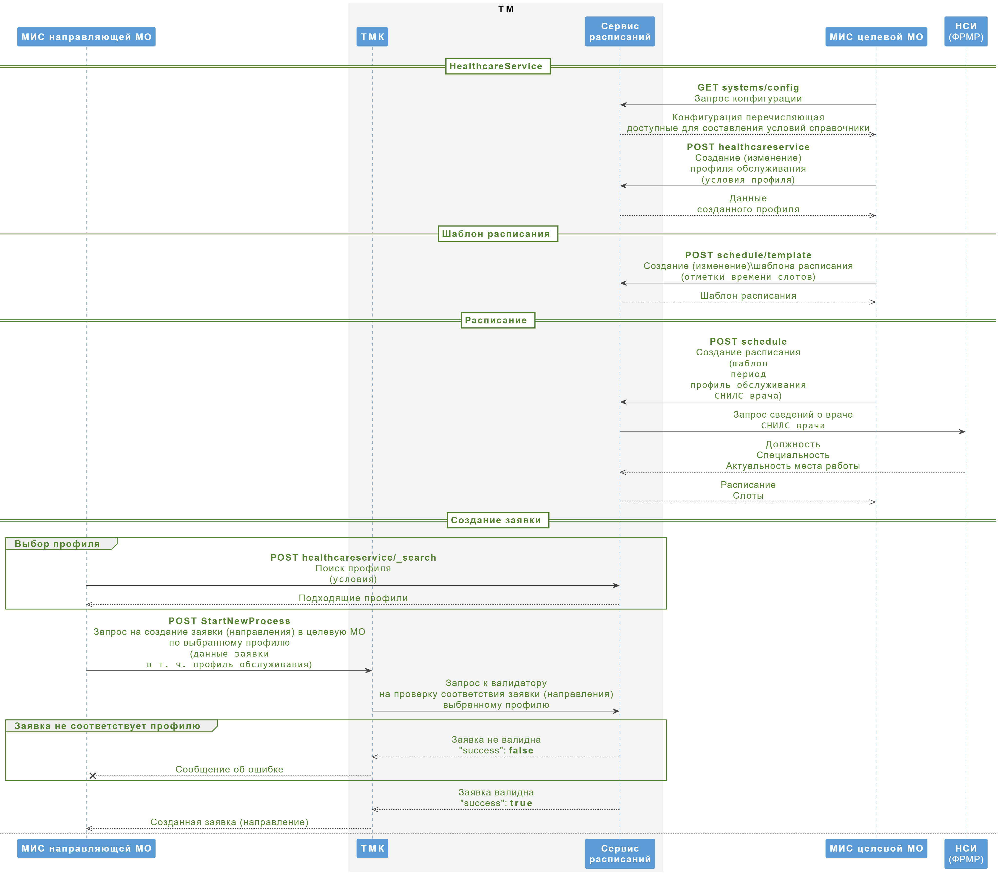 ТМ
МИС направляющей МО
ТМК
Сервис
расписаний
МИС целевой МО
НСИ
(ФРМР)
HealthcareService
GET systems/config
Запрос конфигурации
Конфигурация перечисляющая
доступные для составления условий справочники
POST healthcareservice
Создание (изменение)
профиля обслуживания
(условия профиля)
Данные
созданного профиля
Шаблон расписания
POST schedule/template
Создание (изменение)\шаблона расписания
(отметки времени слотов)
Шаблон расписания
Расписание
POST schedule
Создание расписания
(шаблон
период
профиль обслуживания
СНИЛС врача)
Запрос сведений о враче
СНИЛС врача
Должность
Специальность
Актуальность места работы
Расписание
Слоты
Создание заявки
Выбор профиля
POST healthcareservice/_search
Поиск профиля
(условия)
Подходящие профили
POST StartNewProcess
Запрос на создание заявки (направления) в целевую МО
по выбранному профилю
(данные заявки
в т. ч. профиль обслуживания)
Запрос к валидатору
на проверку соответствия заявки (направления)
выбранному профилю
Заявка не соответствует профилю
Заявка не валидна
"success": false
Сообщение об ошибке
Заявка валидна
"success": true
Созданная заявка (направление)
МИС направляющей МО
ТМК
Сервис
расписаний
МИС целевой МО
НСИ
(ФРМР)